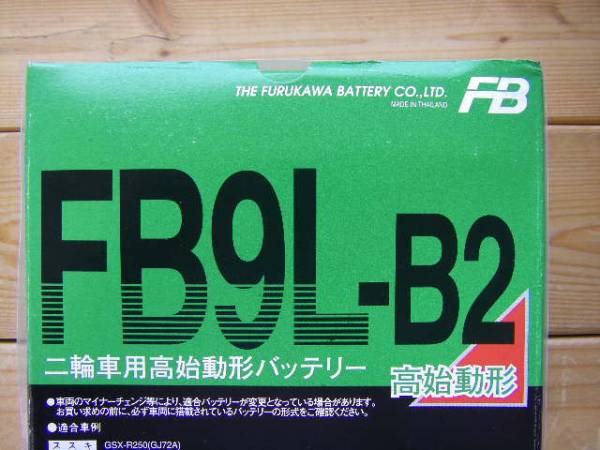 THE FURUKAWA BATTERY CO.,LTD.
MADE IN THAILAND
FB
FB9L-B2
二輪車用高始動形バッテリー
高始動形
●車両のマイナーチェンジ等により、適合バッテリーが変更となっている場合があります。
お買い求めの前に、必ず車両に搭載されているバッテリーの形式をご確認ください。
●適合車例
スズキ GSX-R250(GJ72A)